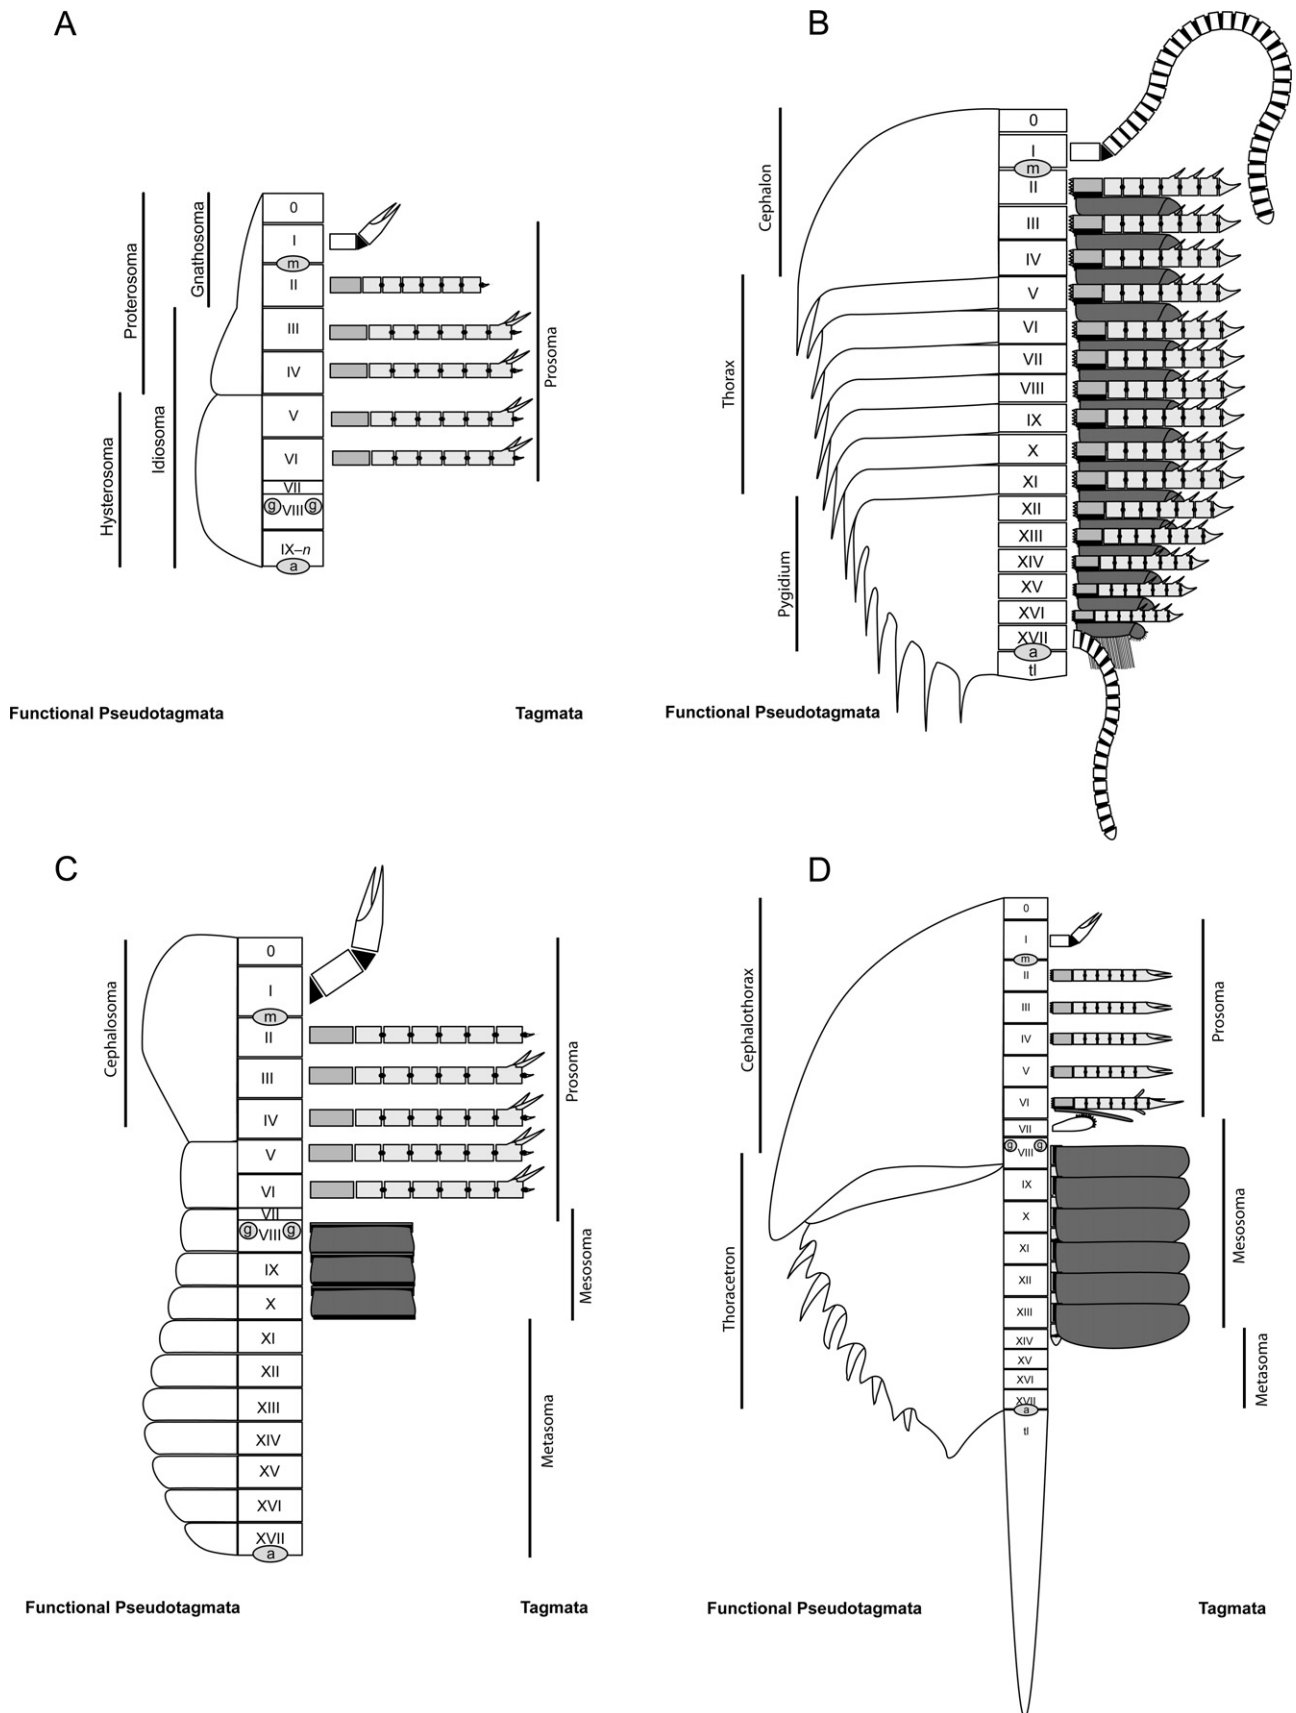 A
Proterosoma
Gnathosoma
Hysterosoma
Idiosoma
0
I
m
II
III
IV
V
VI
VII
g VIII g
IX–n
a
Prosoma
Functional Pseudotagmata
Tagmata
B
Cephalon
Thorax
Pygidium
0
I
m
II
III
IV
V
VI
VII
VIII
IX
X
XI
XII
XIII
XIV
XV
XVI
XVII
a
tl
Functional Pseudotagmata
C
Cephalosoma
0
I
m
II
III
IV
V
VI
VII
g VIII g
IX
X
XI
XII
XIII
XIV
XV
XVI
XVII
a
Prosoma
Mesosoma
Metasoma
Functional Pseudotagmata
Tagmata
D
Cephalothorax
Thoracetron
0
I
m
II
III
IV
V
VI
VII
g VIII g
IX
X
XI
XII
XIII
XIV
XV
XVI
XVII
a
tl
Prosoma
Mesosoma
Metasoma
Functional Pseudotagmata
Tagmata